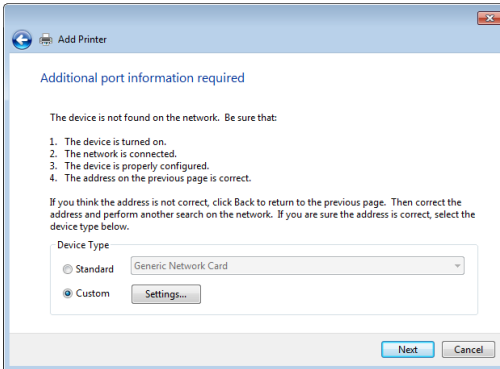 Add Printer
Additional port information required
The device is not found on the network. Be sure that:
1. The device is turned on.
2. The network is connected.
3. The device is properly configured.
4. The address on the previous page is correct.
If you think the address is not correct, click Back to return to the previous page. Then correct the
address and perform another search on the network. If you are sure the address is correct, select the
device type below.
Device Type
Standard
Generic Network Card
Custom
Settings...
Next
Cancel